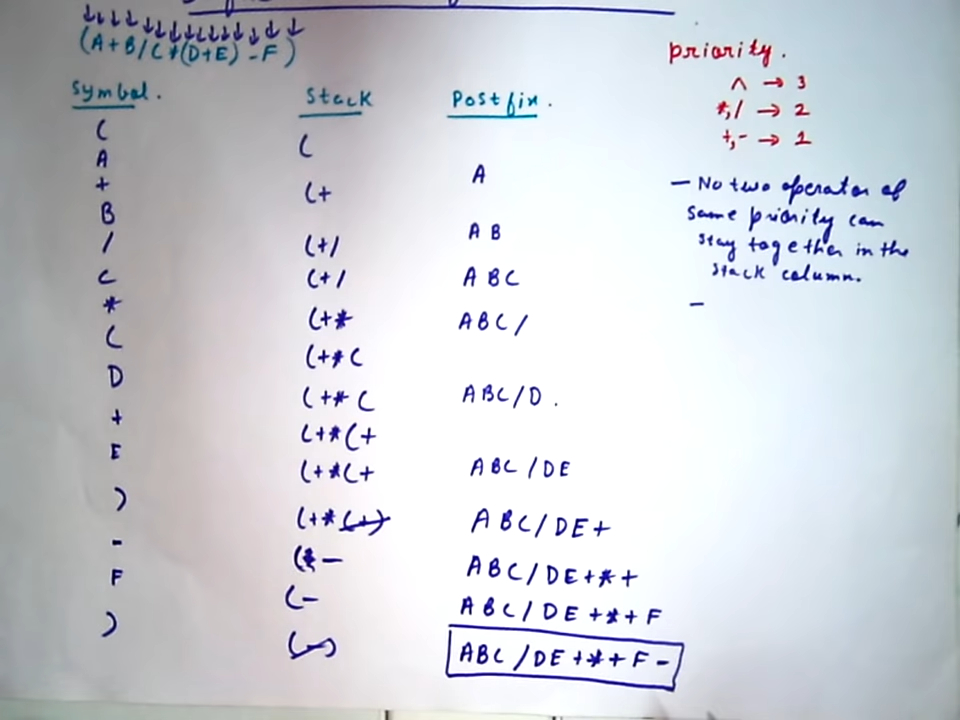 (A+B/C*(D+E)-F)
Symbol. Stack Postfix.
( (
A A
+ (+
B AB
/ (+/
C (+/ ABC
* (+* ABC/
( (+*(
D (+*( ABC/D.
+ (+*(+
E (+*(+ ABC/DE
) (+*(+) ABC/DE+
- (* - ABC/DE+*+
F (- ABC/DE+*+F
) (-) ABC/DE+*+F-
priority.
^ → 3
*,/ → 2
+,- → 1
- No two operator of
same priority can
stay together in the
stack column.
-